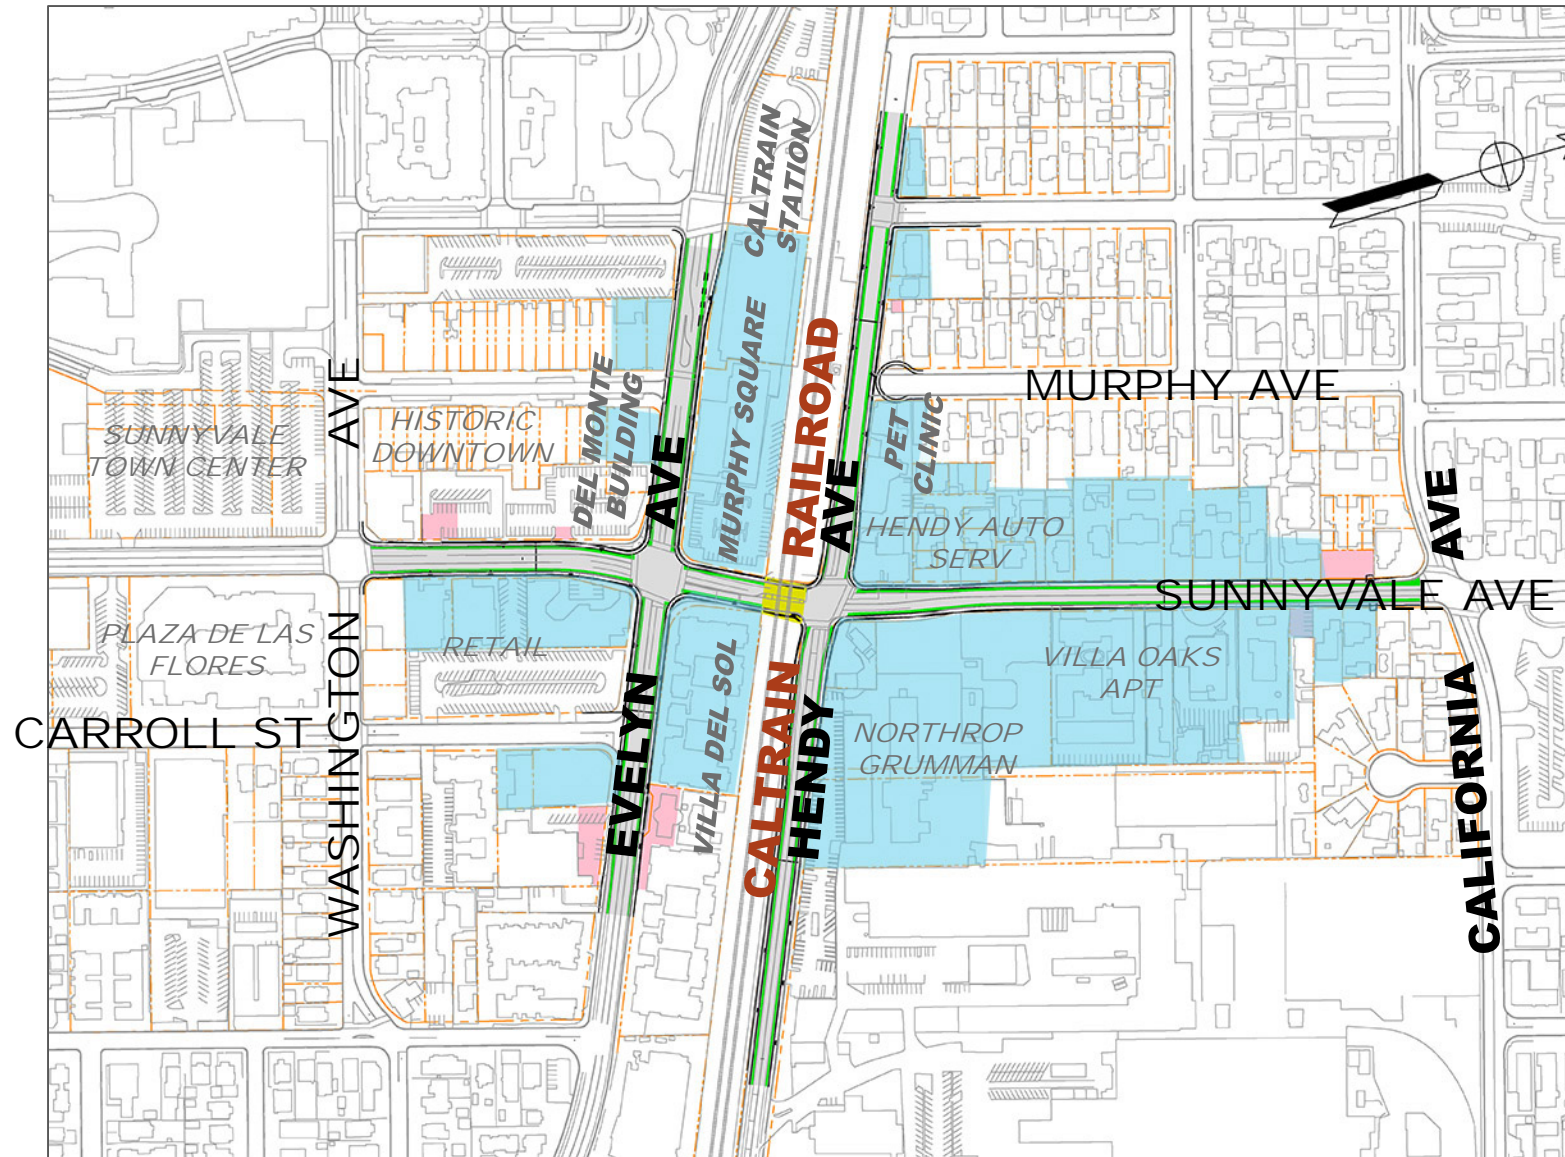 CALTRAIN
STATION
MURPHY SQUARE
RAILROAD
AVE
MURPHY AVE
DEL MONTE
BUILDING
HISTORIC
DOWNTOWN
SUNNYVALE
TOWN CENTER
PET
CLINIC
AVE
AVE
AVE
HENDY AUTO
SERV
SUNNYVALE AVE
PLAZA DE LAS
FLORES
RETAIL
VILLA OAKS
APT
VILLA DEL SOL
CARROLL ST
WASHINGTON
EVELYN
CALTRAIN
HENDY
NORTHROP
GRUMMAN
CALIFORNIA